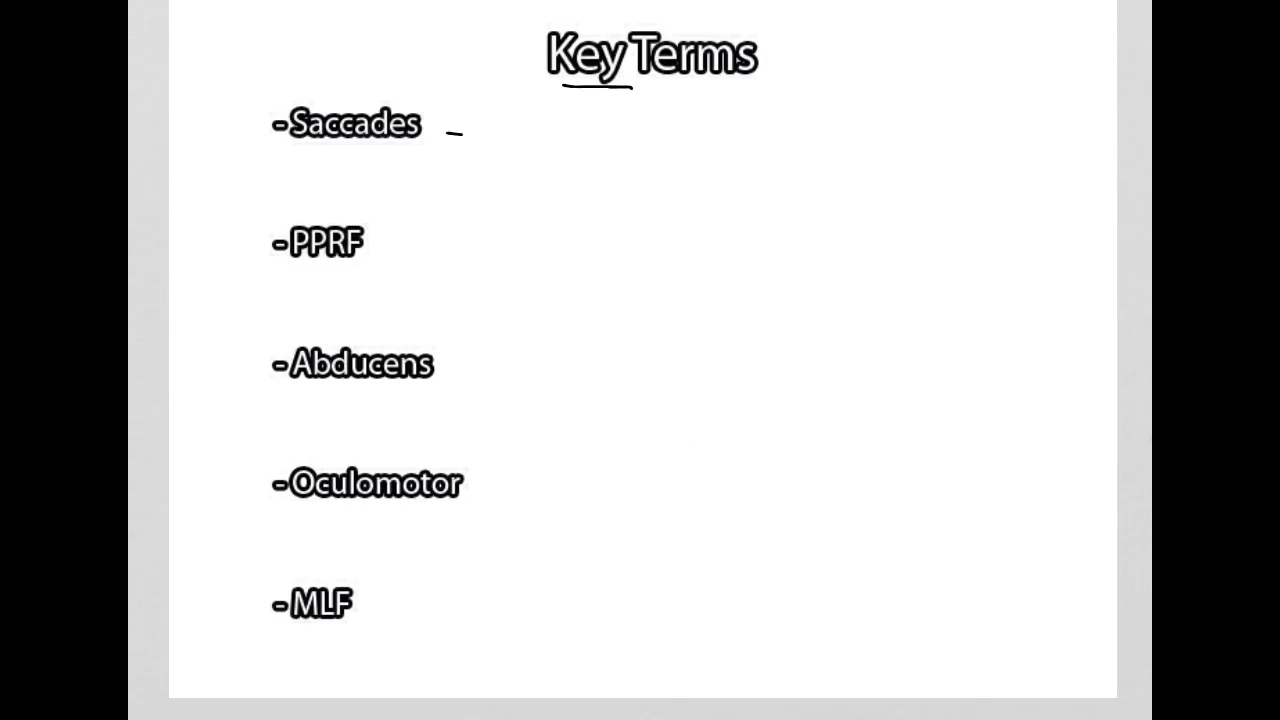 Key Terms
- Saccades -
- PPRF
- Abducens
- Oculomotor
- MLF